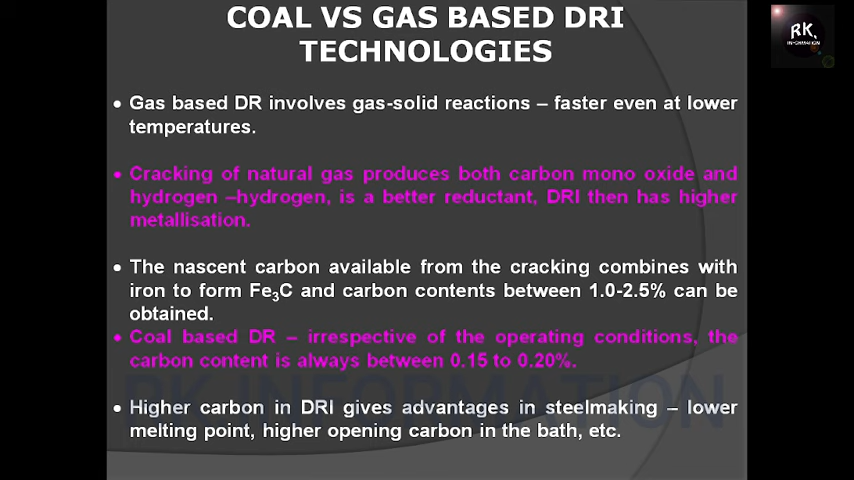 COAL VS GAS BASED DRI
TECHNOLOGIES
RK,
INFORMATION
• Gas based DR involves gas-solid reactions – faster even at lower
temperatures.
• Cracking of natural gas produces both carbon mono oxide and
hydrogen –hydrogen, is a better reductant, DRI then has higher
metallisation.
• The nascent carbon available from the cracking combines with
iron to form Fe₃C and carbon contents between 1.0-2.5% can be
obtained.
• Coal based DR – irrespective of the operating conditions, the
carbon content is always between 0.15 to 0.20%.
RK INFORMATION
• Higher carbon in DRI gives advantages in steelmaking – lower
melting point, higher opening carbon in the bath, etc.